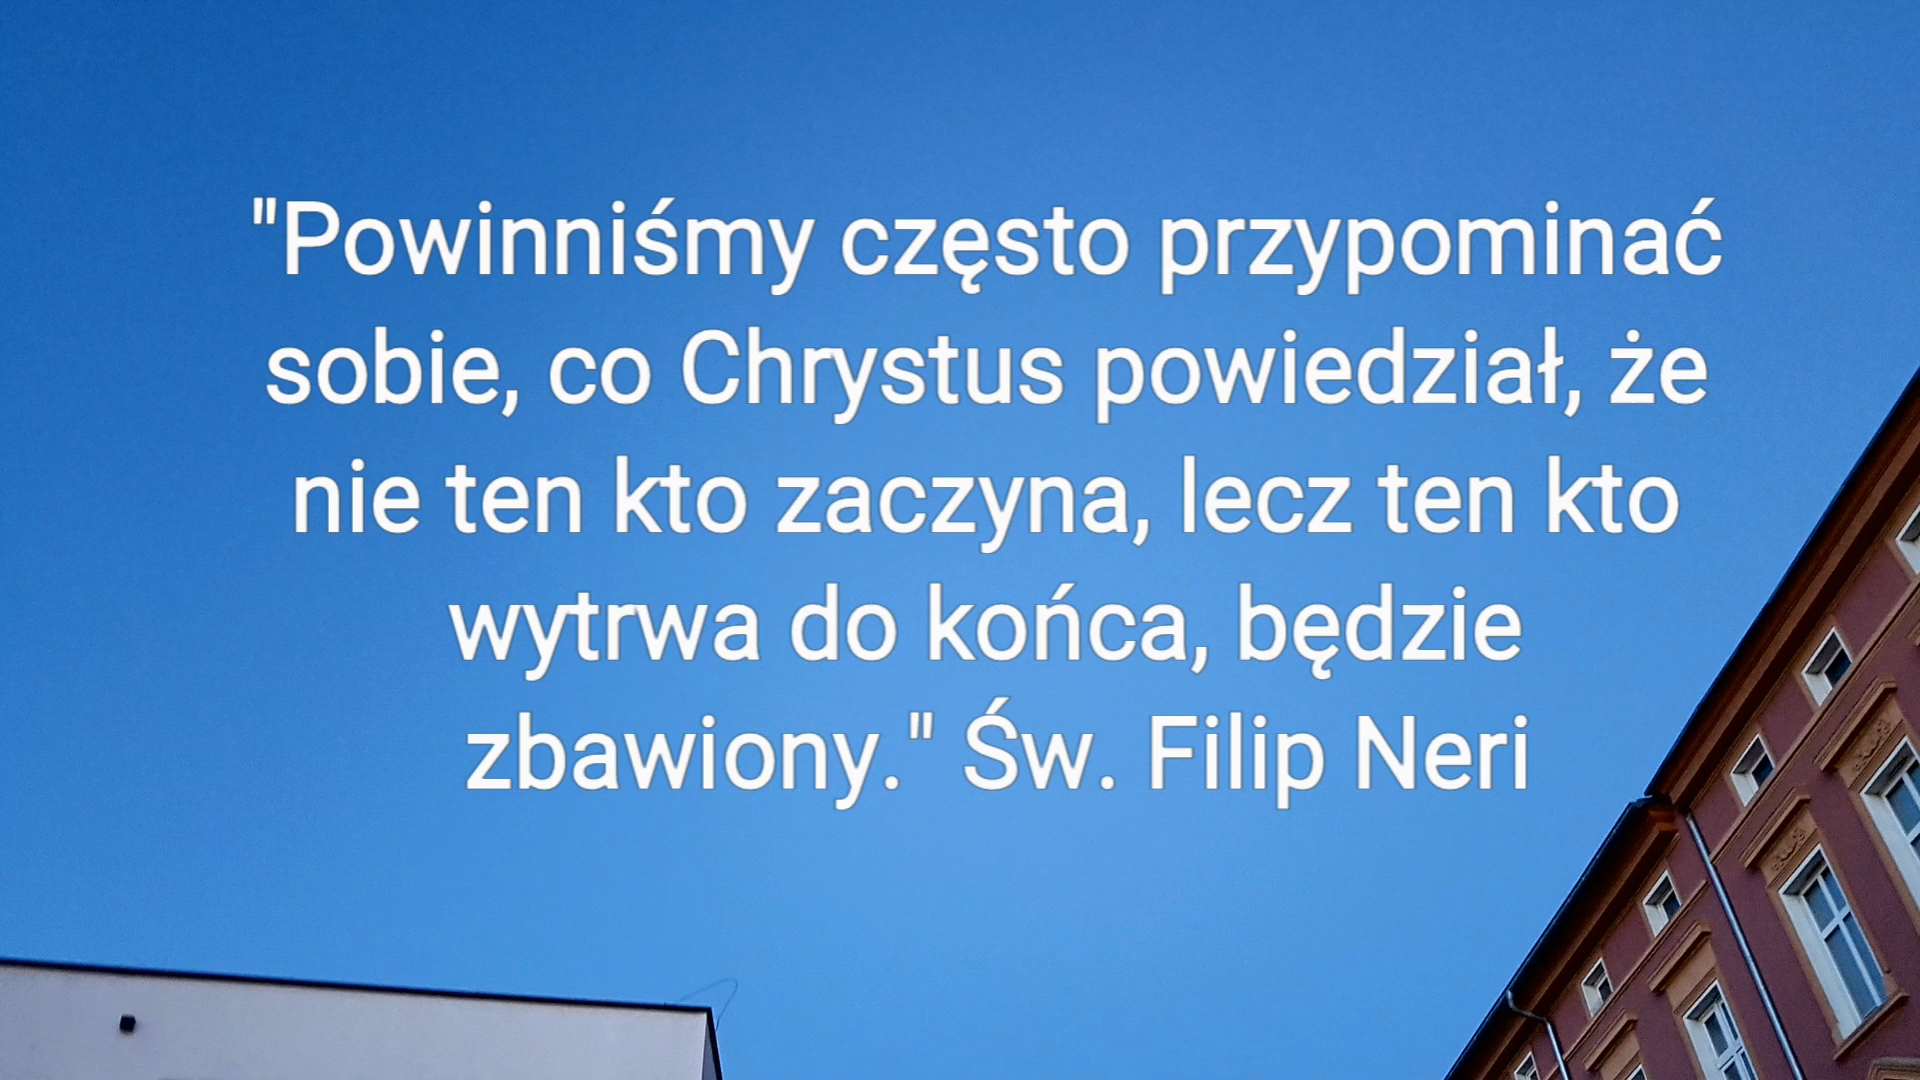 "Powinniśmy często przypominać
sobie, co Chrystus powiedział, że
nie ten kto zaczyna, lecz ten kto
wytrwa do końca, będzie
zbawiony." Św. Filip Neri